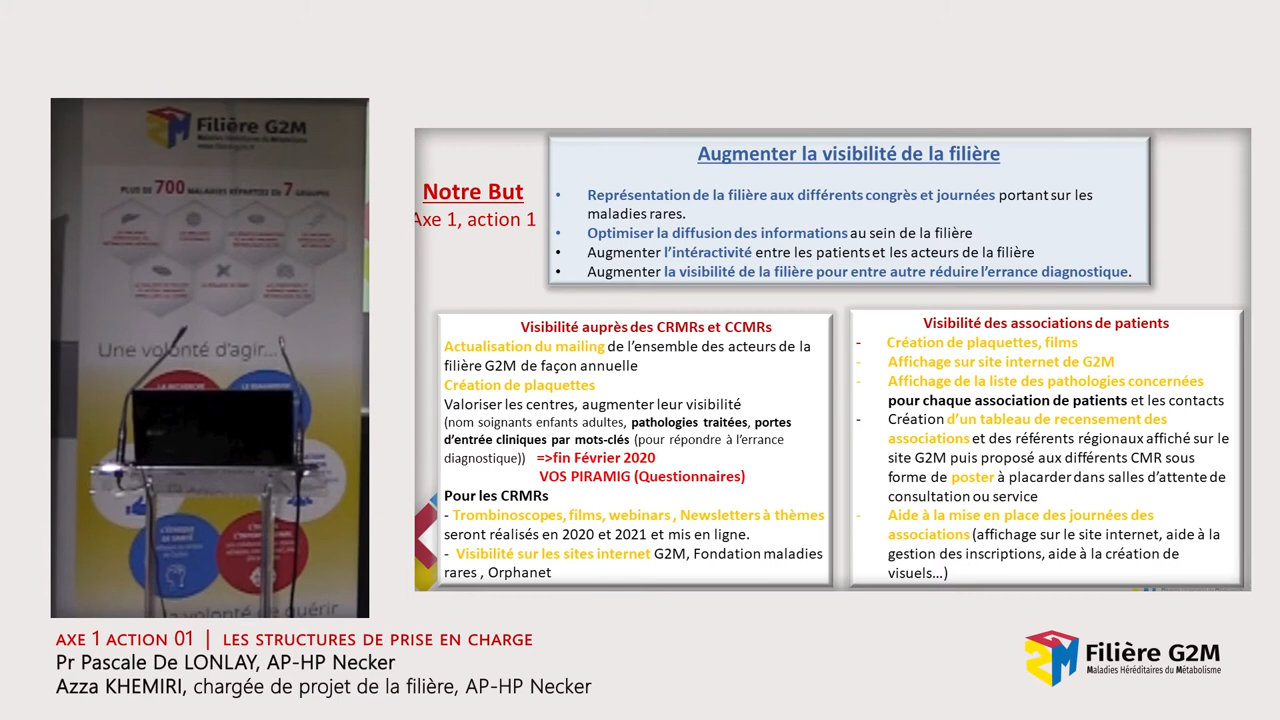 Filière G2M
Maladies Héréditaires du Métabolisme
PLUS DE 700 MALADIES RÉPARTIES EN 7 GROUPES
Une volonté d'agir...
LA RECHERCHE
la volonté de guérir
Notre But
Axe 1, action 1
Augmenter la visibilité de la filière
• Représentation de la filière aux différents congrès et journées portant sur les
maladies rares.
• Optimiser la diffusion des informations au sein de la filière
• Augmenter l'intéractivité entre les patients et les acteurs de la filière
• Augmenter la visibilité de la filière pour entre autre réduire l'errance diagnostique.
Visibilité auprès des CRMRs et CCMRs
Actualisation du mailing de l'ensemble des acteurs de la
filière G2M de façon annuelle
Création de plaquettes
Valoriser les centres, augmenter leur visibilité
(nom soignants enfants adultes, pathologies traitées, portes
d'entrée cliniques par mots-clés (pour répondre à l'errance
diagnostique)) =>fin Février 2020
VOS PIRAMIG (Questionnaires)
Pour les CRMRs
- Trombinoscopes, films, webinars , Newsletters à thèmes
seront réalisés en 2020 et 2021 et mis en ligne.
- Visibilité sur les sites internet G2M, Fondation maladies
rares , Orphanet
Visibilité des associations de patients
- Création de plaquettes, films
- Affichage sur site internet de G2M
- Affichage de la liste des pathologies concernées
pour chaque association de patients et les contacts
- Création d'un tableau de recensement des
associations et des référents régionaux affiché sur le
site G2M puis proposé aux différents CMR sous
forme de poster à placarder dans salles d'attente de
consultation ou service
- Aide à la mise en place des journées des
associations (affichage sur le site internet, aide à la
gestion des inscriptions, aide à la création de
visuels...)
AXE 1 ACTION 01 | LES STRUCTURES DE PRISE EN CHARGE
Pr Pascale De LONLAY, AP-HP Necker
Azza KHEMIRI, chargée de projet de la filière, AP-HP Necker
Filière G2M
Maladies Héréditaires du Métabolisme